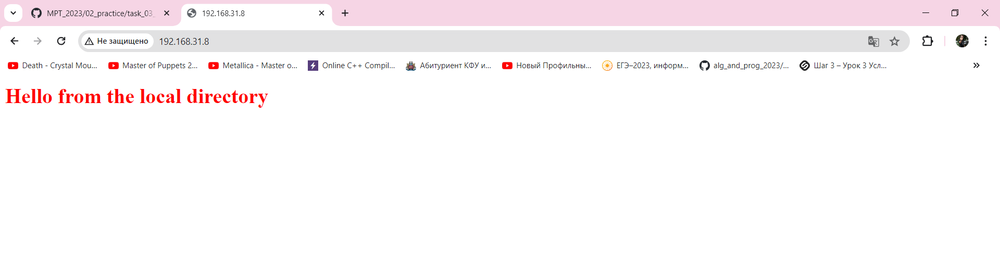 MPT_2023/02_practice/task_03_
192.168.31.8
Не защищено 192.168.31.8
Death - Crystal Mou... Master of Puppets 2... Metallica - Master o... Online C++ Compil... Абитуриент КФУ и... Новый Профильны... ЕГЭ–2023, информ... alg_and_prog_2023/... Шаг 3 – Урок 3 Усл...
Hello from the local directory